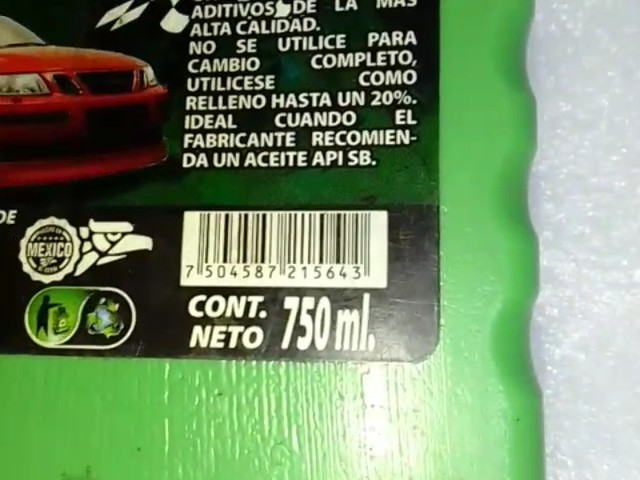 ADITIVOS DE LA MAS
ALTA CALIDAD.
NO SE UTILICE PARA
CAMBIO COMPLETO,
UTILICESE COMO
RELLENO HASTA UN 20%.
IDEAL CUANDO EL
FABRICANTE RECOMIEN-
DA UN ACEITE API SB.
DE
MEXICO
7 504587 215643
CONT.
NETO 750 ml.